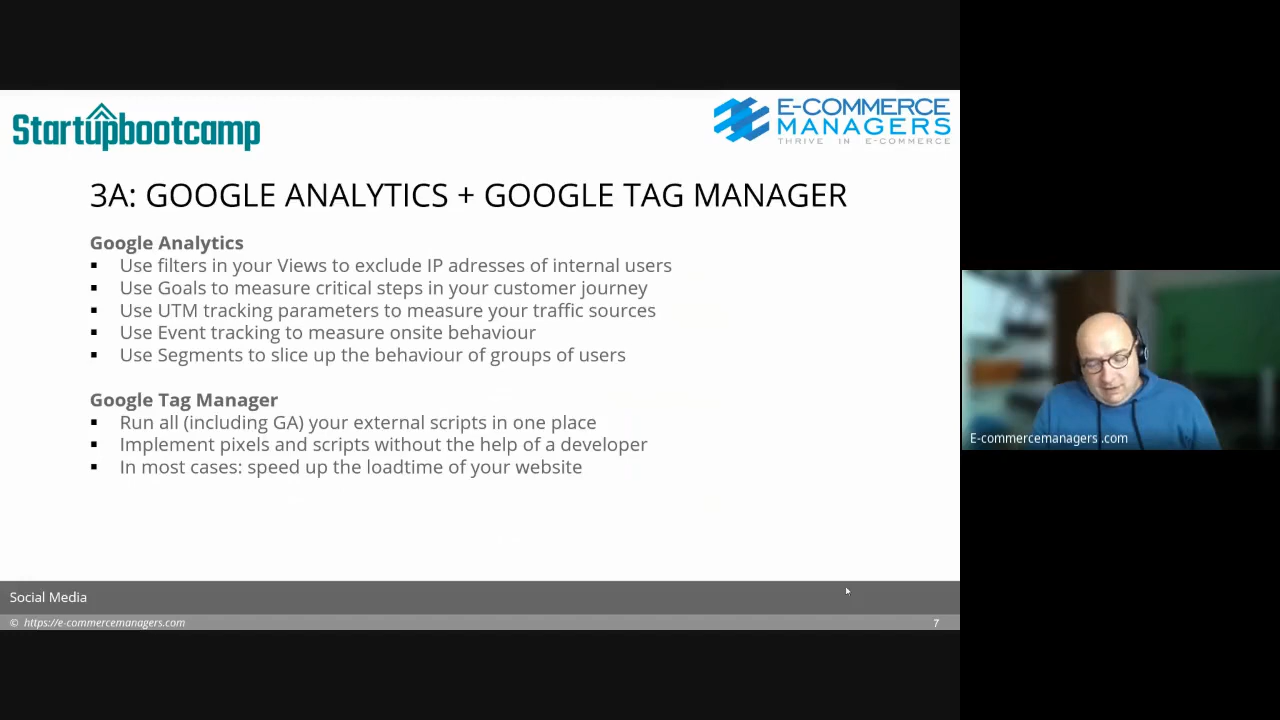 Startupbootcamp
E-COMMERCE
MANAGERS
THRIVE IN E-COMMERCE
3A: GOOGLE ANALYTICS + GOOGLE TAG MANAGER
Google Analytics
▪ Use filters in your Views to exclude IP adresses of internal users
▪ Use Goals to measure critical steps in your customer journey
▪ Use UTM tracking parameters to measure your traffic sources
▪ Use Event tracking to measure onsite behaviour
▪ Use Segments to slice up the behaviour of groups of users
Google Tag Manager
▪ Run all (including GA) your external scripts in one place
▪ Implement pixels and scripts without the help of a developer
▪ In most cases: speed up the loadtime of your website
Social Media
© https://e-commercemanagers.com
7
E-commercemanagers .com